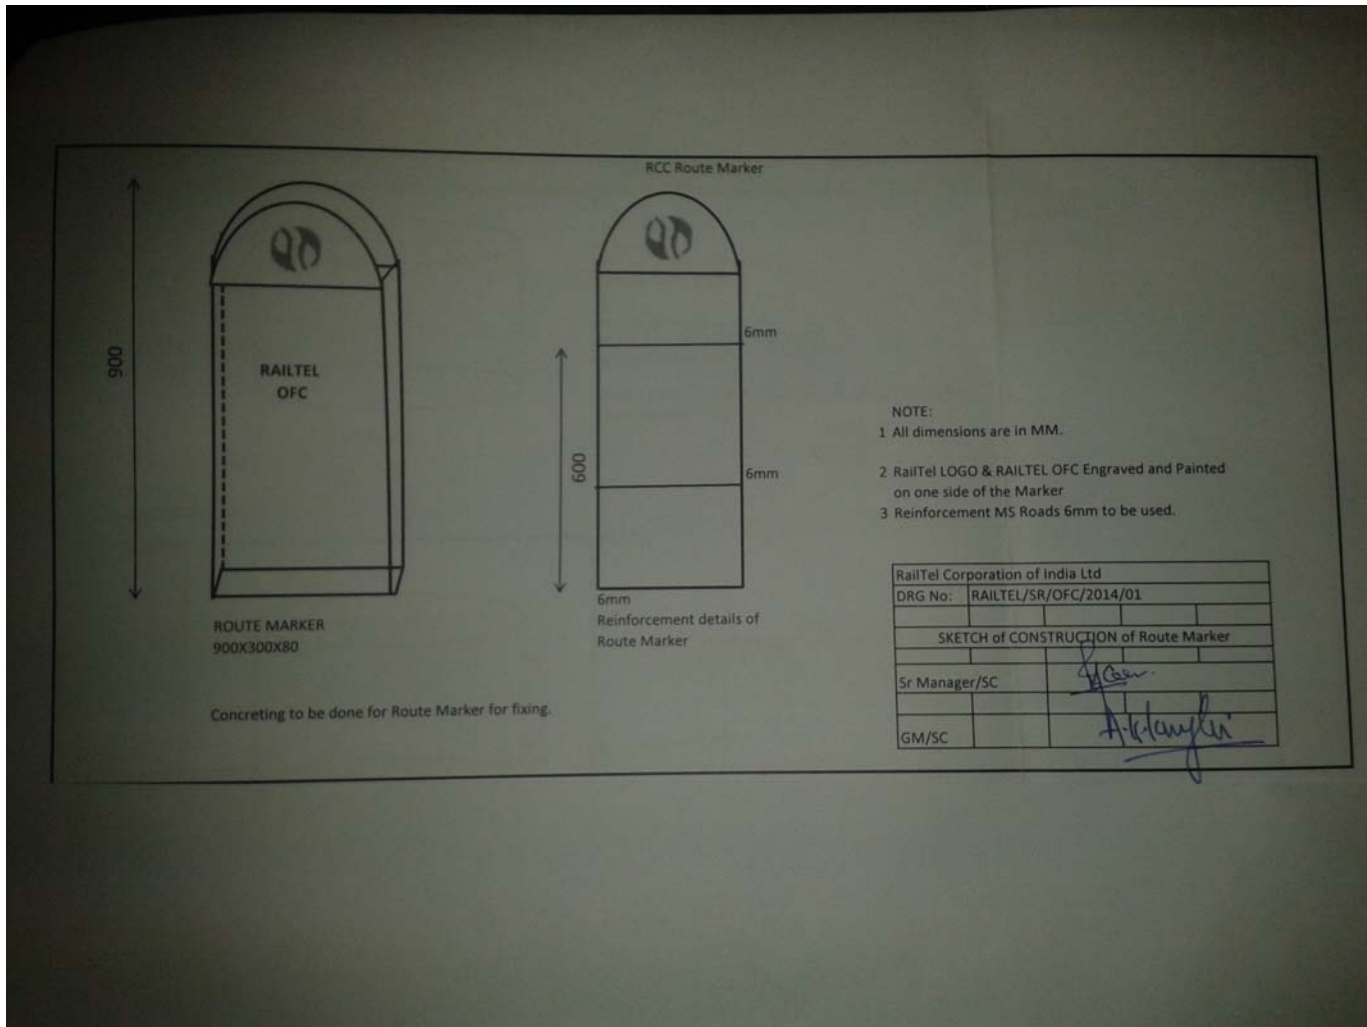 RCC Route Marker
900
RAILTEL
OFC
6mm
600
6mm
6mm
Reinforcement details of
Route Marker
ROUTE MARKER
900X300X80
Concreting to be done for Route Marker for fixing.
NOTE:
1 All dimensions are in MM.
2 RailTel LOGO & RAILTEL OFC Engraved and Painted
on one side of the Marker
3 Reinforcement MS Roads 6mm to be used.
RailTel Corporation of India Ltd
DRG No: RAILTEL/SR/OFC/2014/01
SKETCH of CONSTRUCTION of Route Marker
Sr Manager/SC
GM/SC